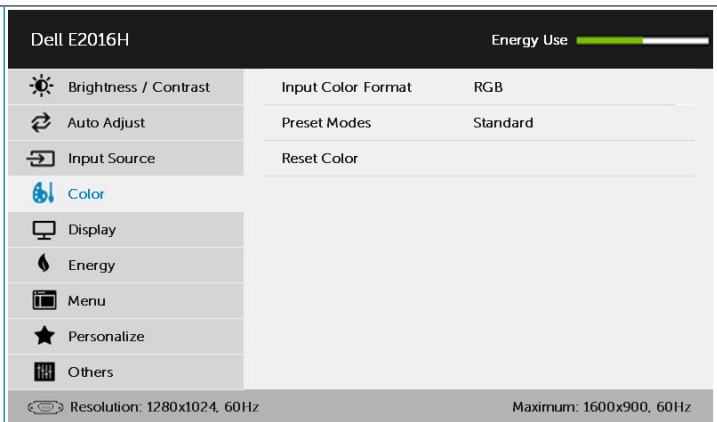 Dell E2016H Energy Use
Brightness / Contrast Input Color Format RGB
Auto Adjust Preset Modes Standard
Input Source Reset Color
Color
Display
Energy
Menu
Personalize
Others
Resolution: 1280x1024, 60Hz Maximum: 1600x900, 60Hz